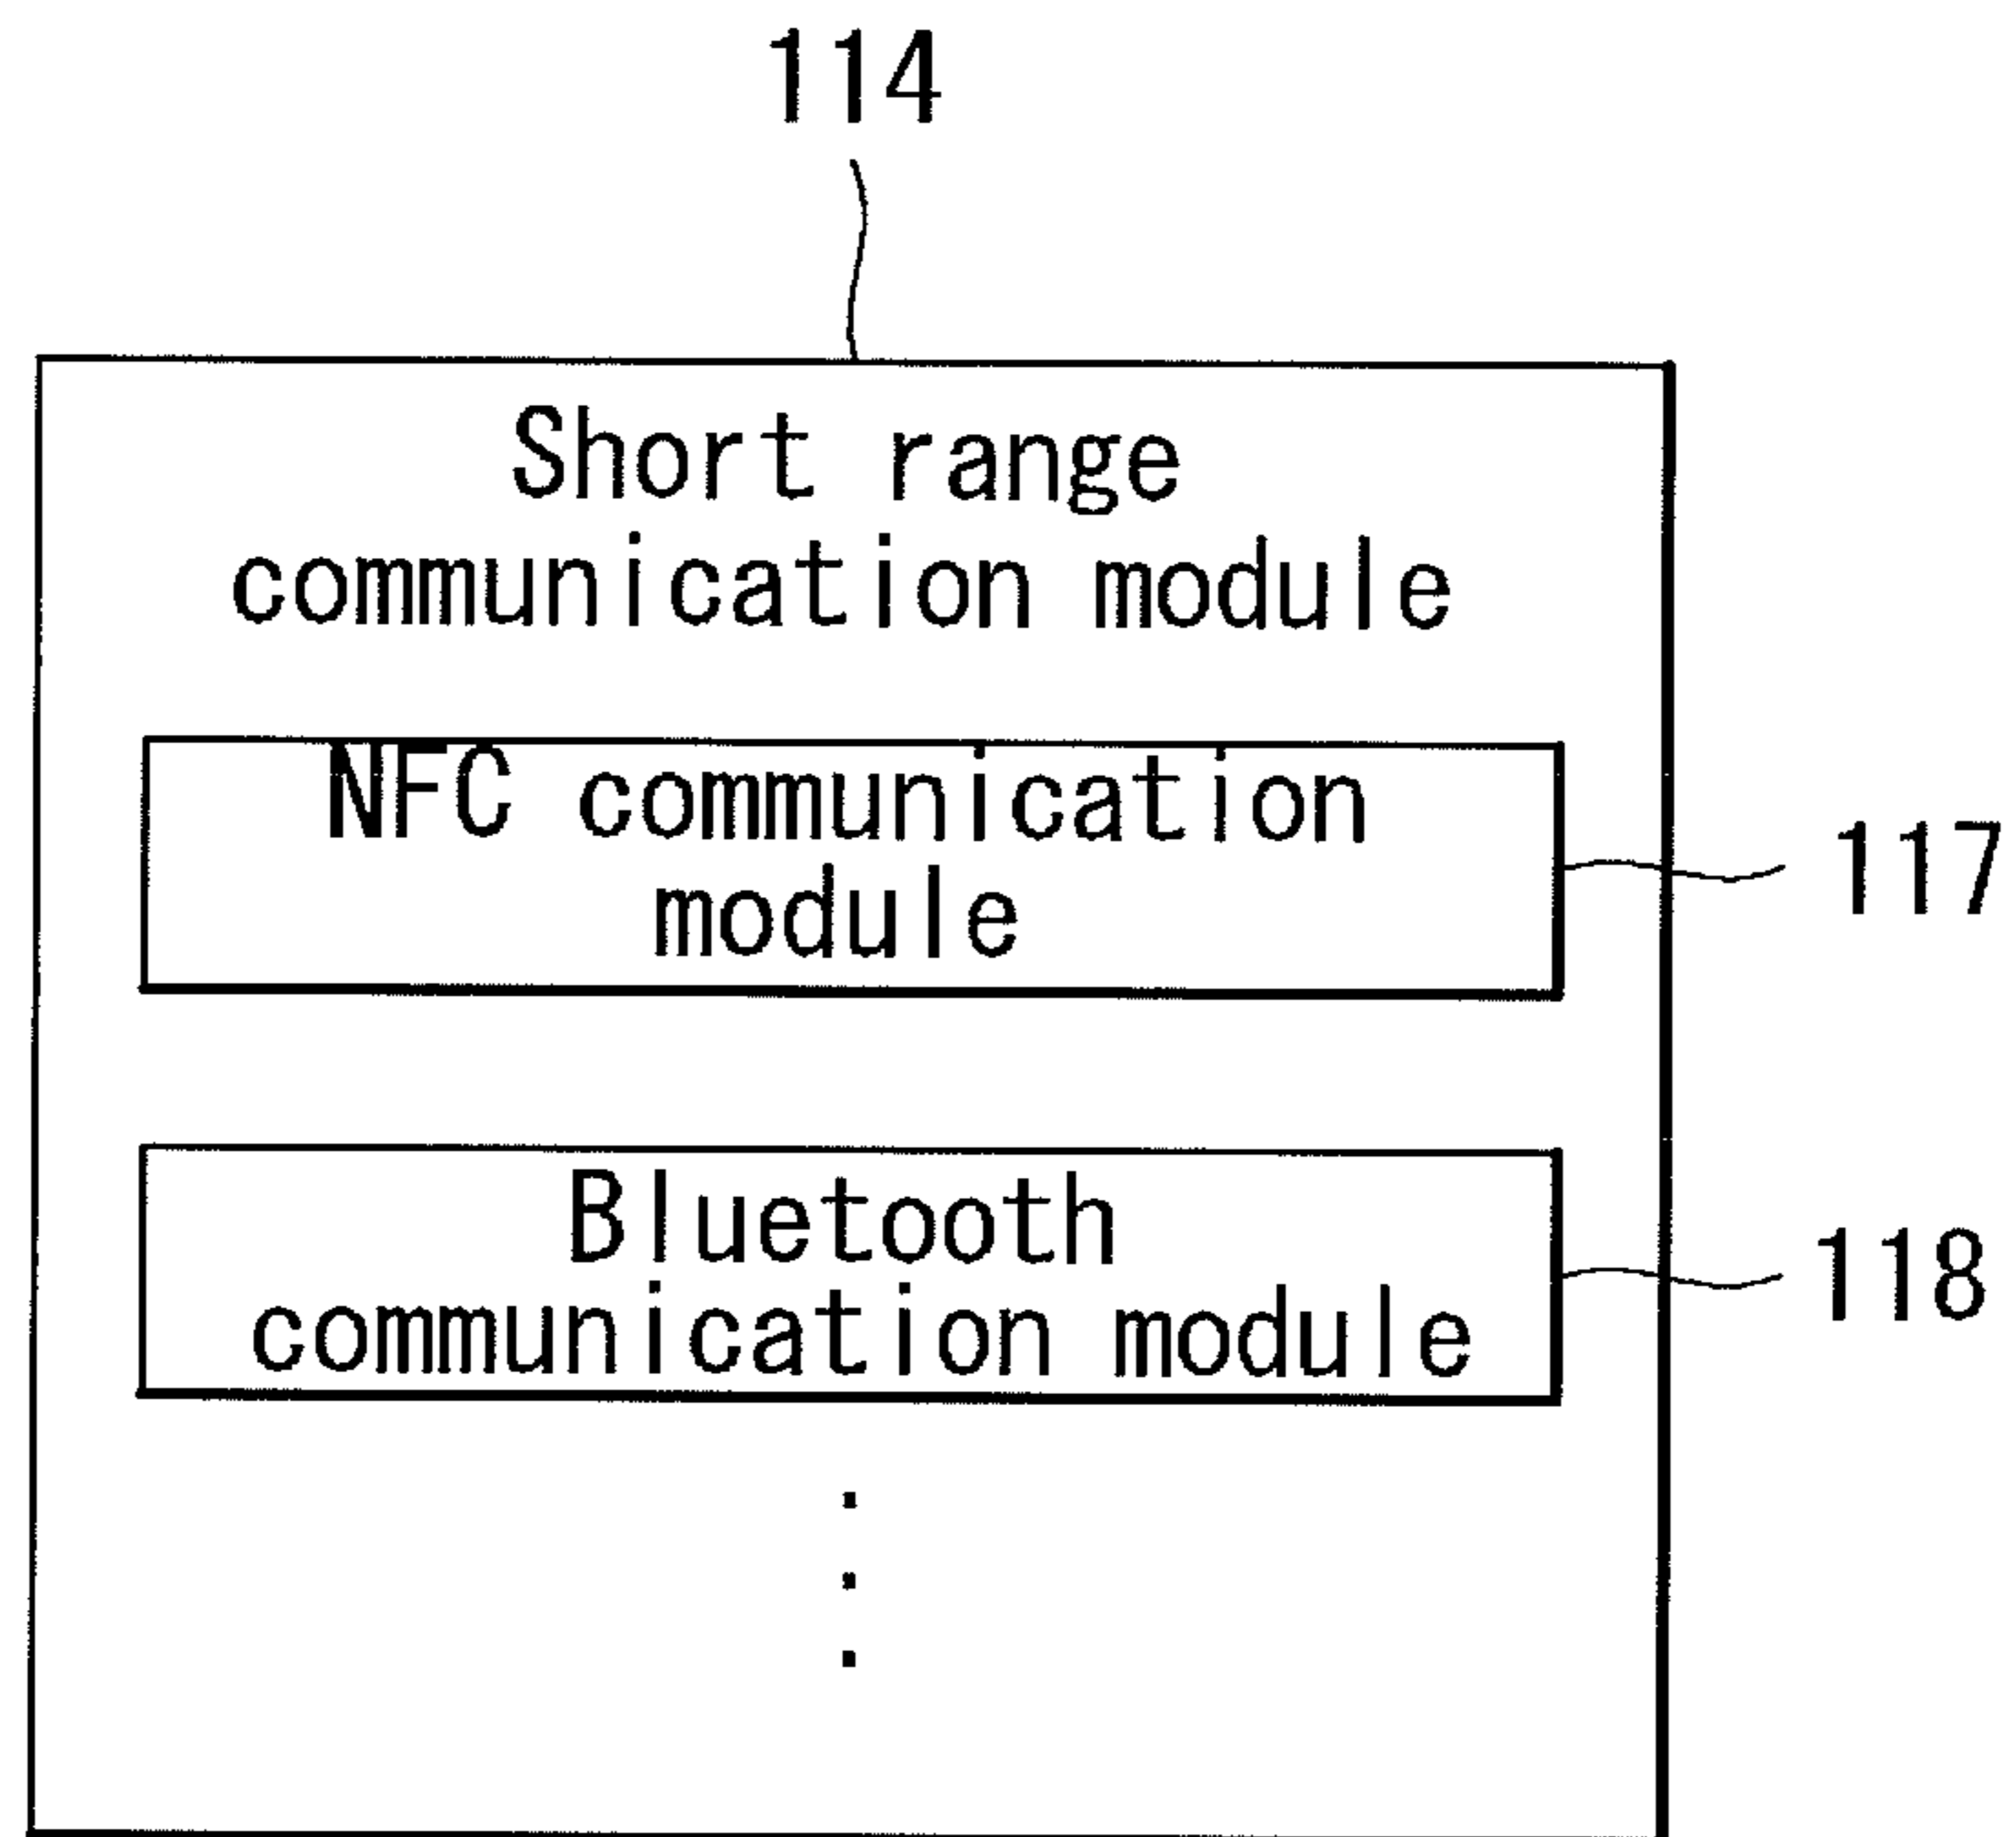 114
Short range
communication module
NFC communication
module
117
Bluetooth
communication module
118